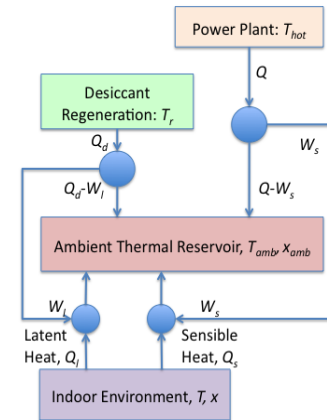 Power Plant: Thot
Q
Desiccant
Regeneration: Tr
Ws
Qd
Qd-Wl
Q-Ws
Ambient Thermal Reservoir, Tamb, xamb
WL
Ws
Latent
Heat, Ql
Sensible
Heat, Qs
Indoor Environment, T, x